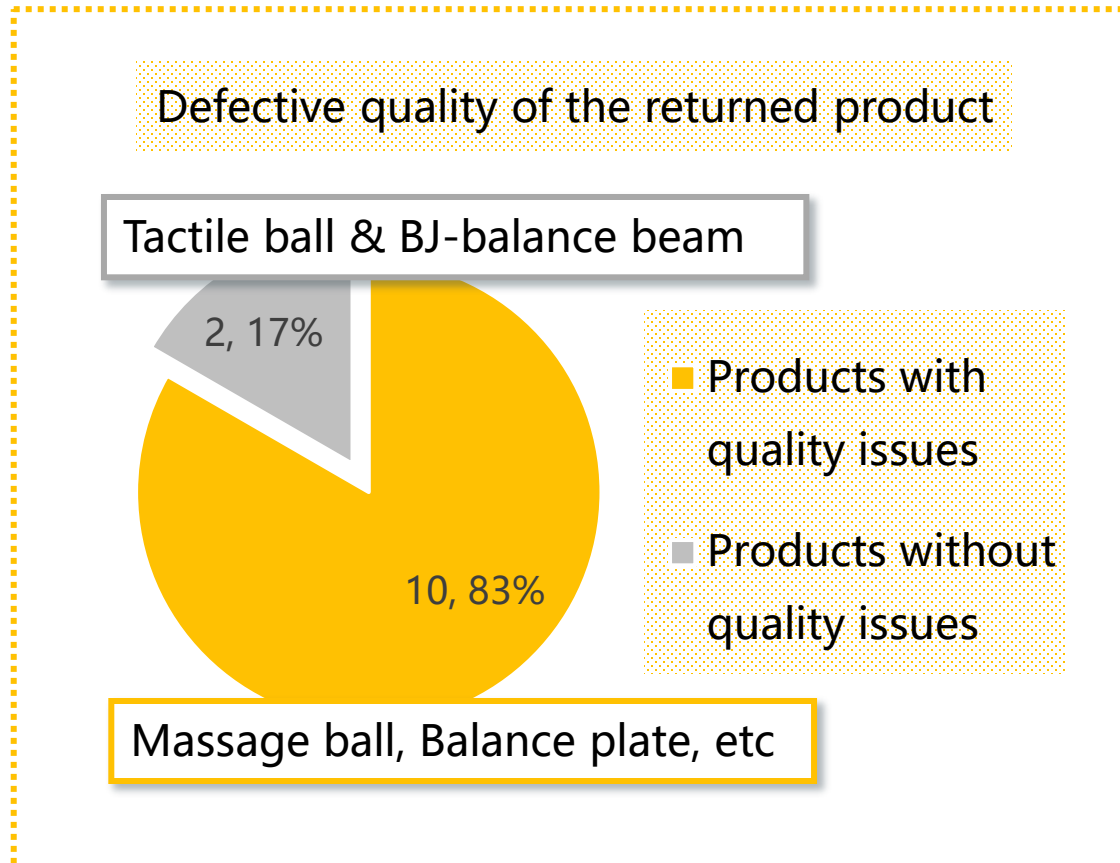 Defective quality of the returned product
Tactile ball & BJ-balance beam
2, 17%
10, 83%
Products with
quality issues
Products without
quality issues
Massage ball, Balance plate, etc